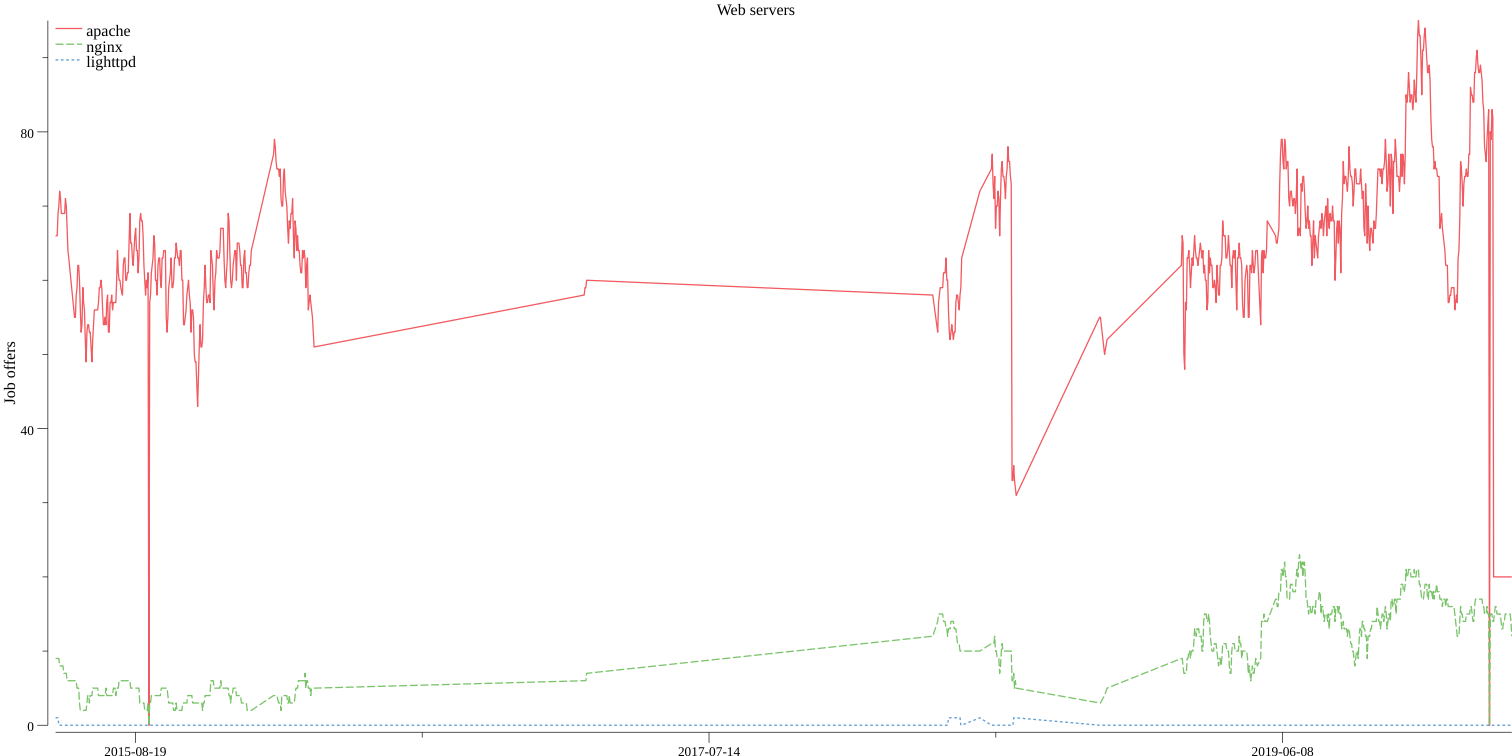 Web servers
apache
nginx
lighttpd
80
Job offers
40
0
2015-08-19
2017-07-14
2019-06-08